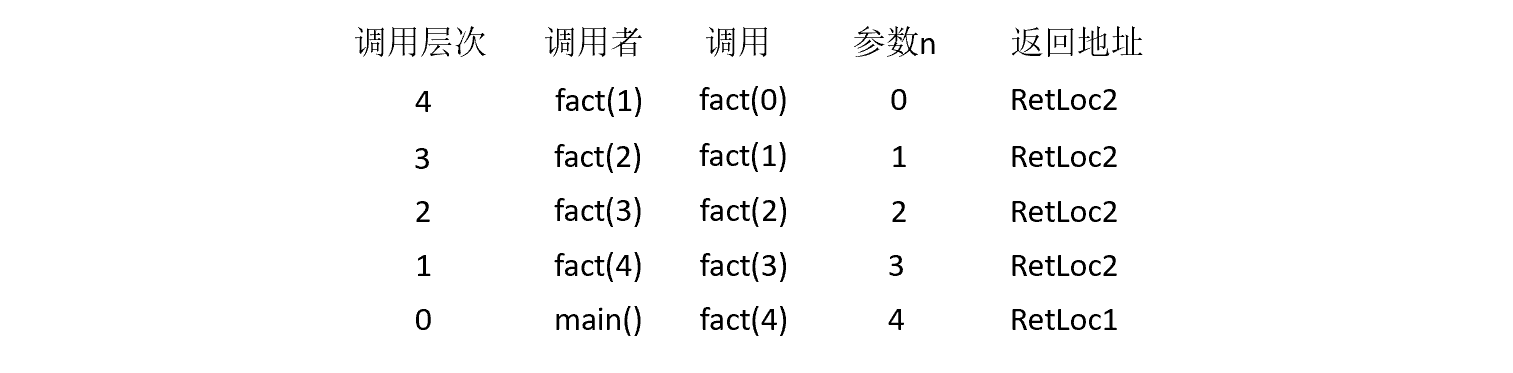 调用层次 调用者 调用 参数n 返回地址
4 fact(1) fact(0) 0 RetLoc2
3 fact(2) fact(1) 1 RetLoc2
2 fact(3) fact(2) 2 RetLoc2
1 fact(4) fact(3) 3 RetLoc2
0 main() fact(4) 4 RetLoc1